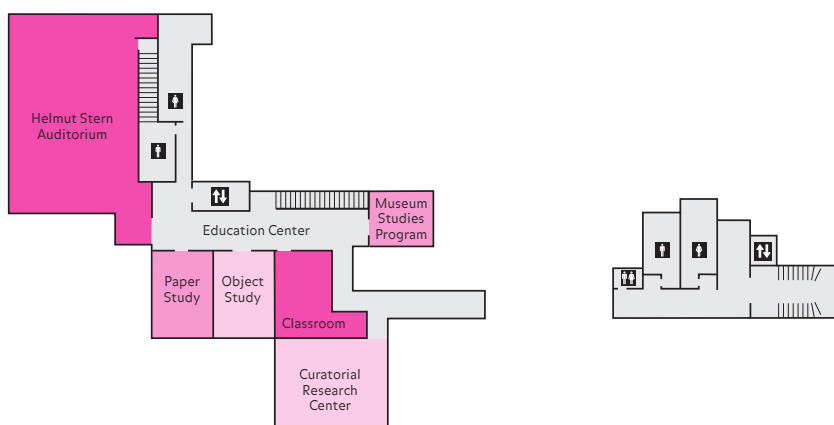 Helmut Stern
Auditorium
Education Center
Museum
Studies
Program
Paper
Study
Object
Study
Classroom
Curatorial
Research
Center